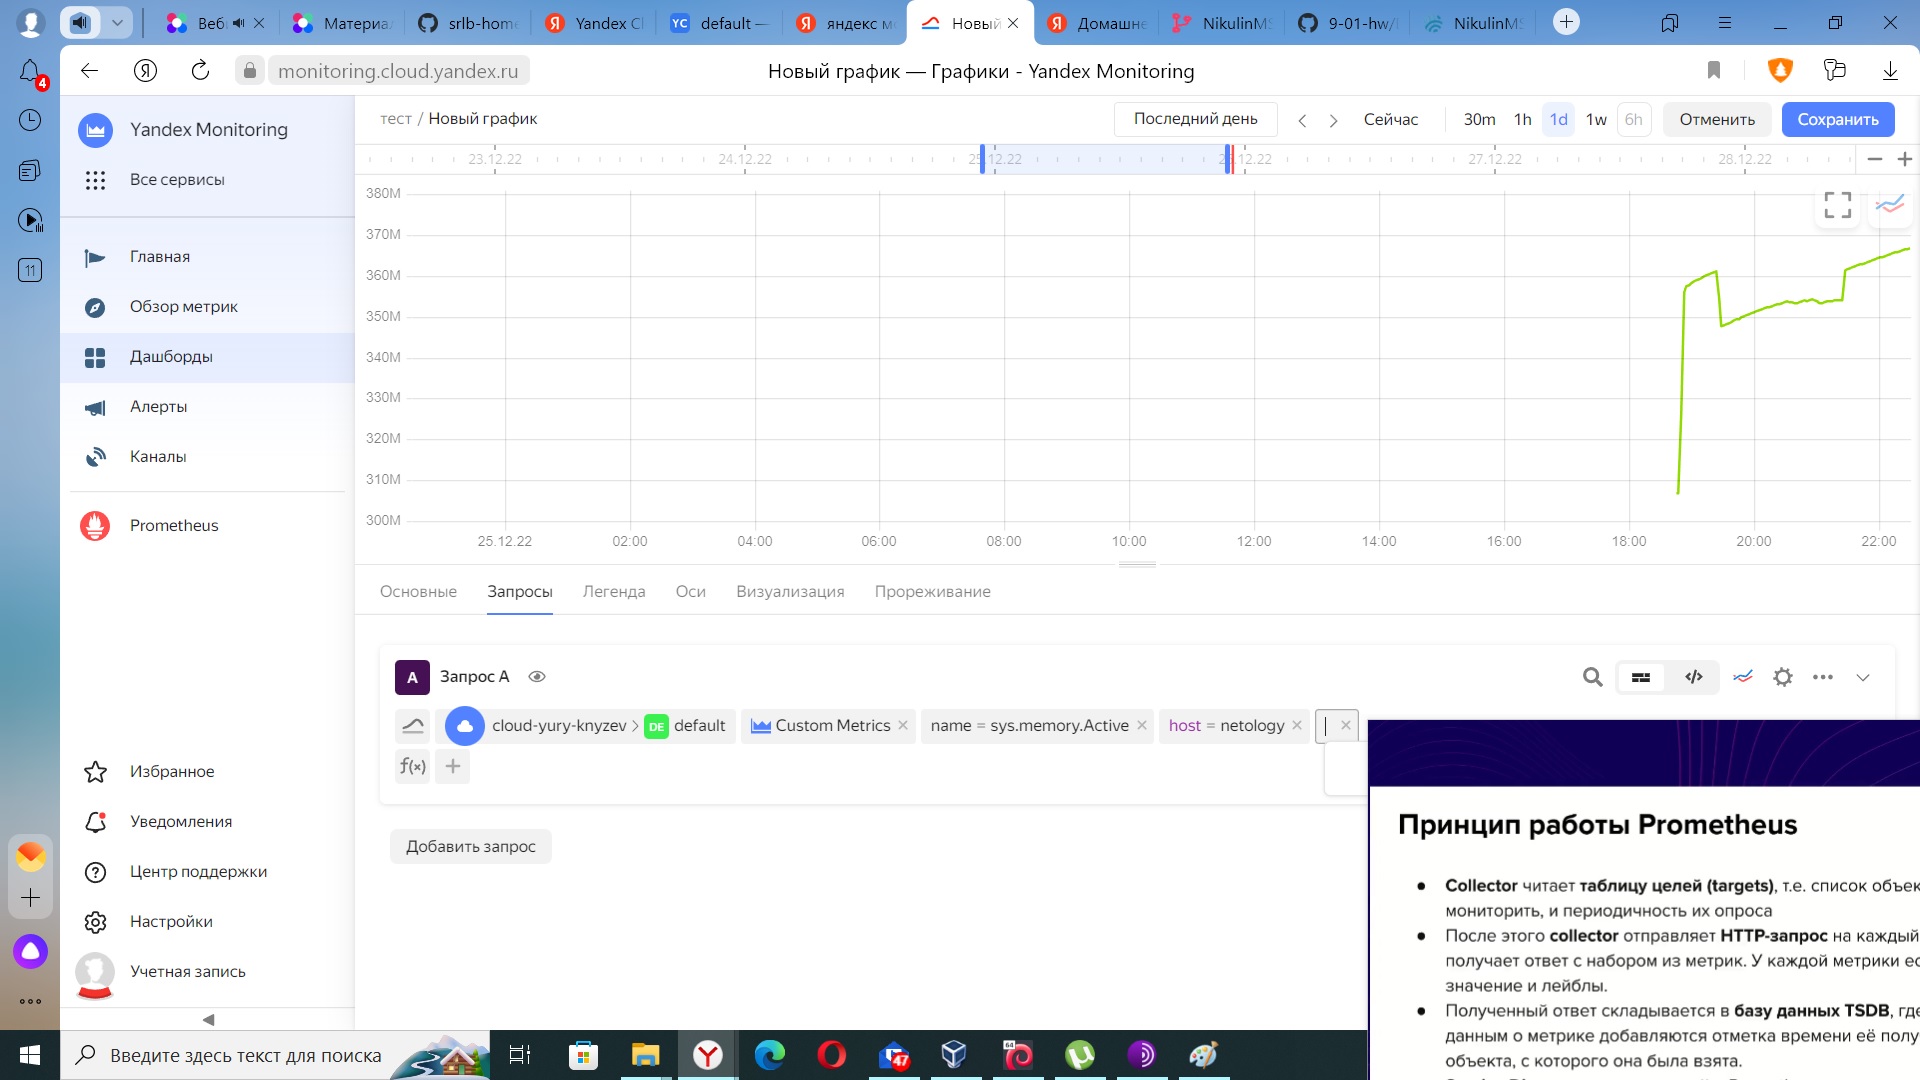 Веб
Материа
srlb-home
Yandex Cl
default —
яндекс м
Новый
Домашне
NikulinMS
9-01-hw/
NikulinMS
4
monitoring.cloud.yandex.ru
Новый график — Графики - Yandex Monitoring
11
Yandex Monitoring
Все сервисы
Главная
Обзор метрик
Дашборды
Алерты
Каналы
Prometheus
Избранное
Уведомления
Центр поддержки
Настройки
Учетная запись
тест / Новый график
Последний день
Сейчас
30m
1h
1d
1w
6h
Отменить
Сохранить
23.12.22
24.12.22
25.12.22
26.12.22
27.12.22
28.12.22
380M
370M
360M
350M
340M
330M
320M
310M
300M
25.12.22
02:00
04:00
06:00
08:00
10:00
12:00
14:00
16:00
18:00
20:00
22:00
Основные
Запросы
Легенда
Оси
Визуализация
Прореживание
A
Запрос A
cloud-yury-knyzev > DE default
Custom Metrics
name = sys.memory.Active
host = netology
f(x)
Добавить запрос
Принцип работы Prometheus
• Collector читает таблицу целей (targets), т.е. список объек
мониторить, и периодичность их опроса
• После этого collector отправляет HTTP-запрос на каждый
получает ответ с набором из метрик. У каждой метрики ес
значение и лейблы.
• Полученный ответ складывается в базу данных TSDB, где
данным о метрике добавляются отметка времени её полу
объекта, с которого она была взята.
Введите здесь текст для поиска
47
64